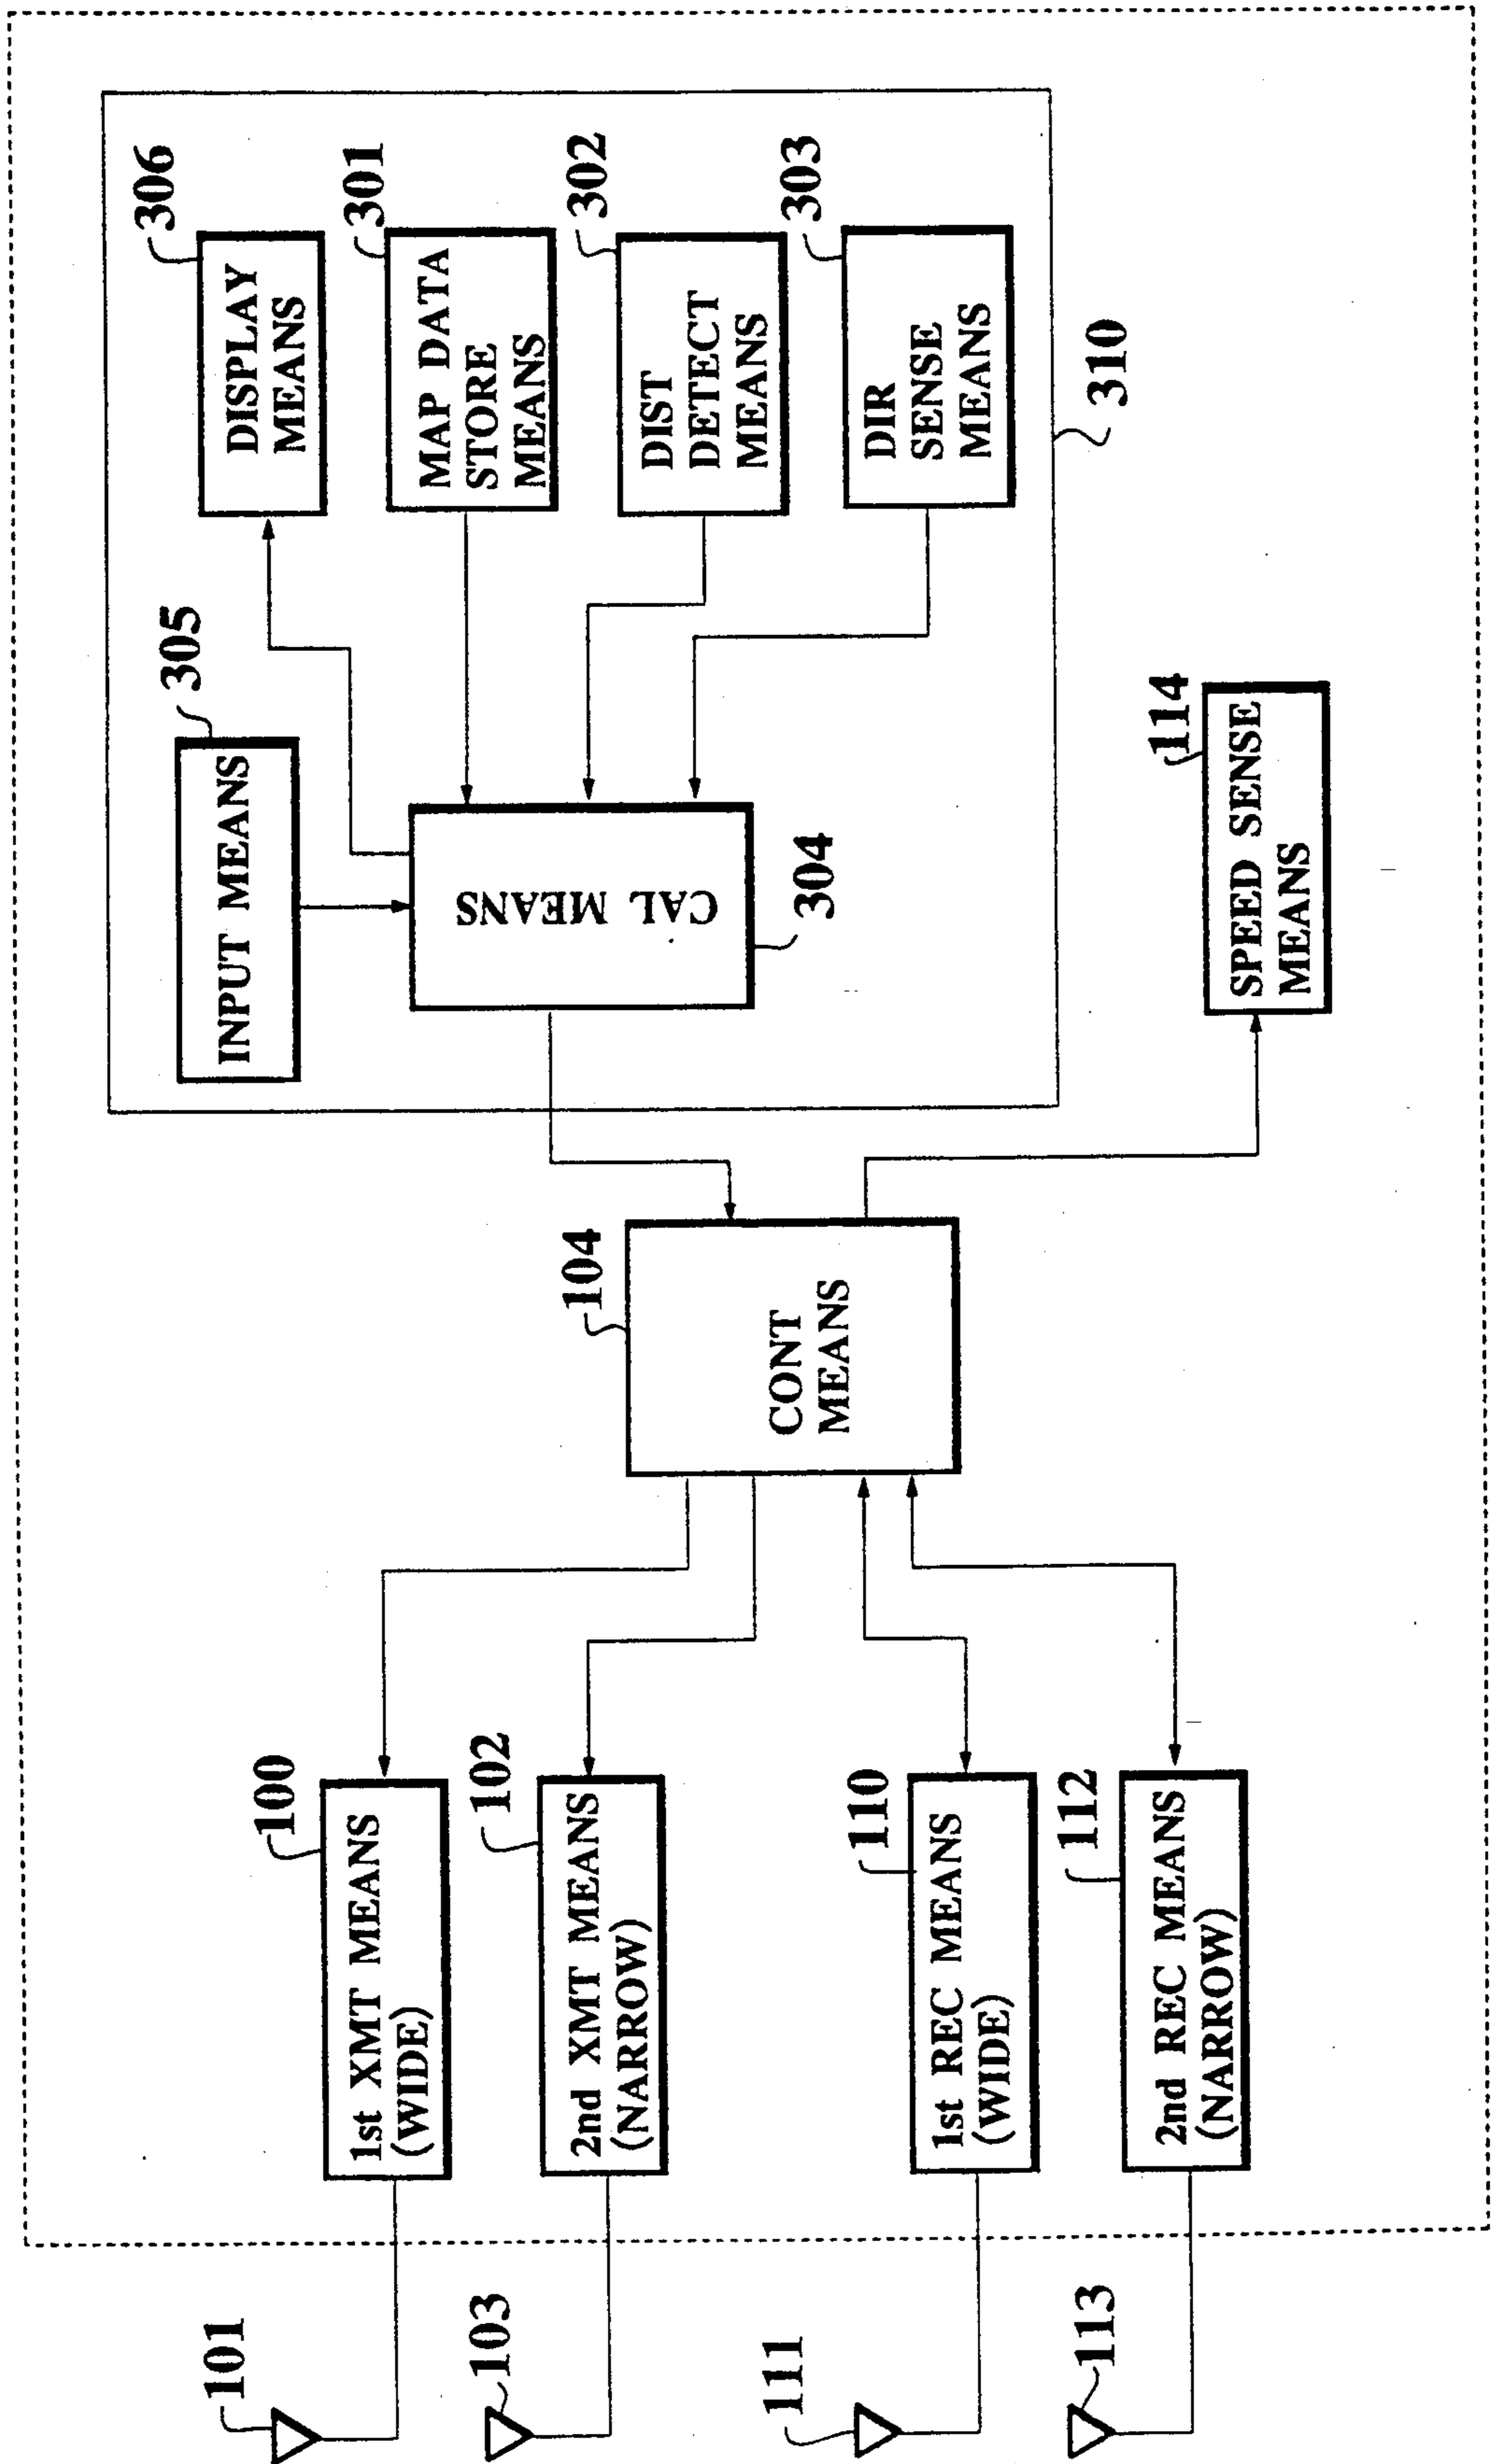 101
103
111
113
100
1st XMT MEANS
(WIDE)
102
2nd XMT MEANS
(NARROW)
110
1st REC MEANS
(WIDE)
112
2nd REC MEANS
(NARROW)
104
CONT
MEANS
305
INPUT MEANS
CAL MEANS
304
306
DISPLAY
MEANS
301
MAP DATA
STORE
MEANS
302
DIST
DETECT
MEANS
303
DIR
SENSE
MEANS
310
114
SPEED SENSE
MEANS